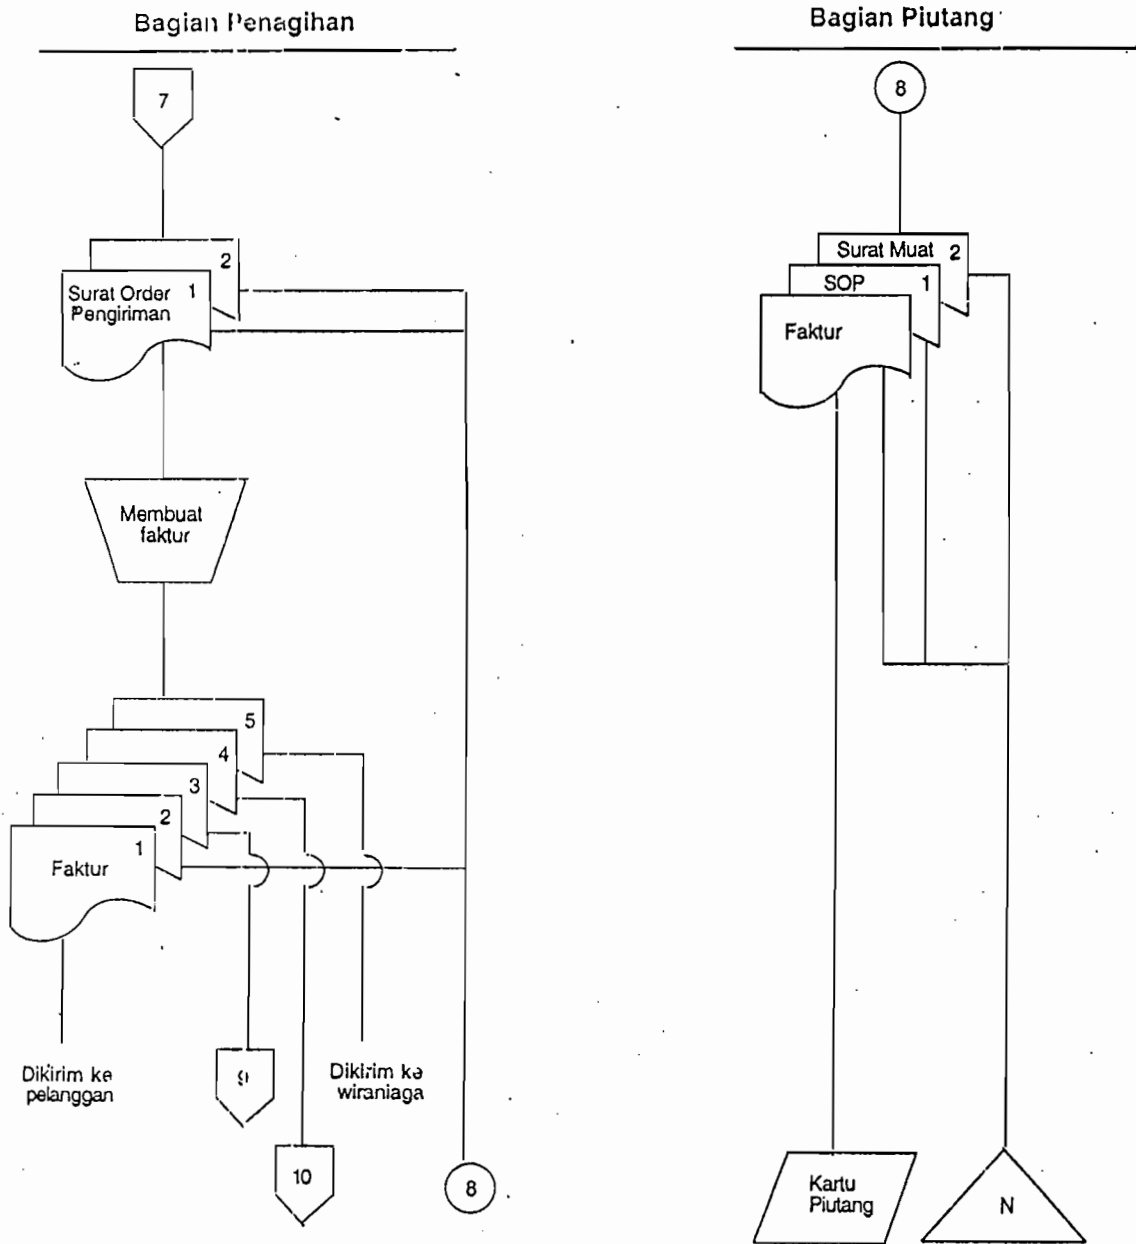 Bagian Penagihan
7
2
Surat Order 1
Pengiriman
Membuat
faktur
5
4
3
2
1
Faktur
Dikirim ke
pelanggan
9
10
Dikirim ke
wiraniaga
8
Bagian Piutang
8
Surat Muat 2
SOP 1
Faktur
Kartu
Piutang
N